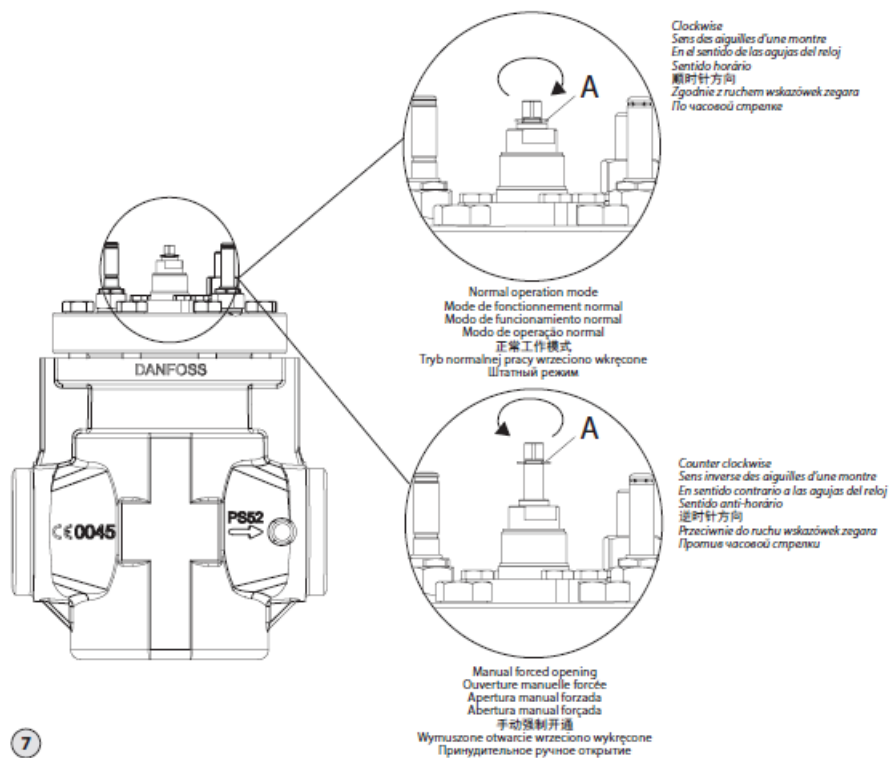 Clockwise
Sens des aiguilles d'une montre
En el sentido de las agujas del reloj
Sentido horário
顺时针方向
Zgodnie z ruchem wskazówek zegara
По часовой стрелке
A
Normal operation mode
Mode de fonctionnement normal
Modo de funcionamiento normal
Modo de operação normal
正常工作模式
Tryb normalnej pracy wrzeciono wkręcone
Штатный режим
DANFOSS
CE0045
PS52
A
Counter clockwise
Sens inverse des aiguilles d'une montre
En sentido contrario a las agujas del reloj
Sentido anti-horário
逆时针方向
Przeciwnie do ruchu wskazówek zegara
Против часовой стрелки
Manual forced opening
Ouverture manuelle forcée
Apertura manual forzada
Abertura manual forçada
手动强制开通
Wymuszone otwarcie wrzeciono wykręcone
Принудительное ручное открытие
7